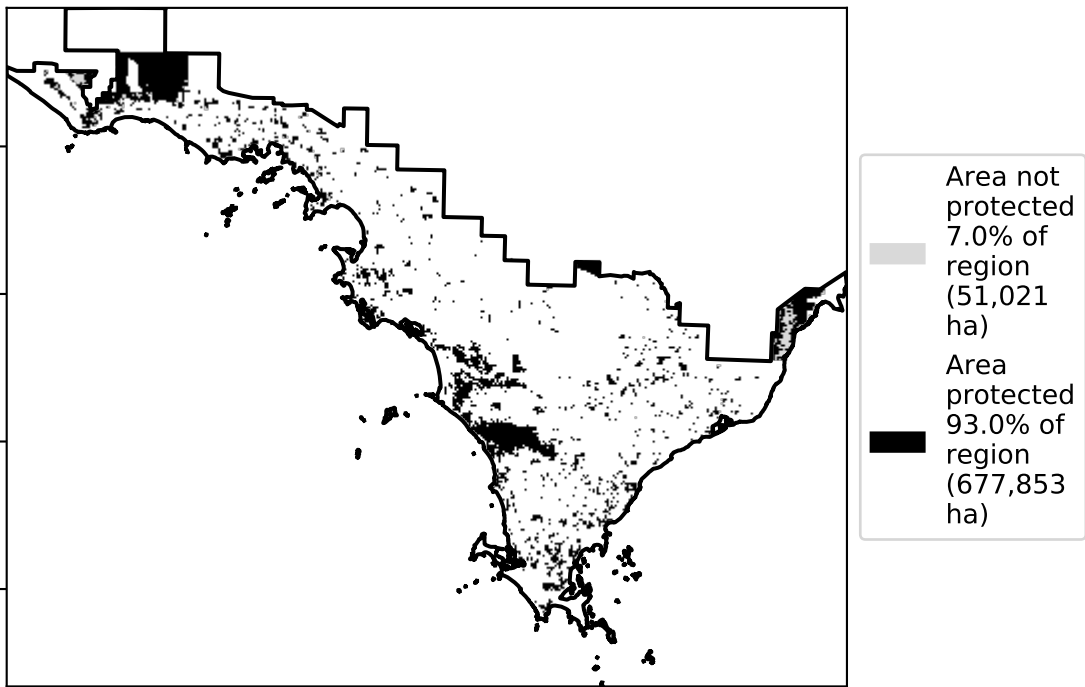 Area not
protected
7.0% of
region
(51,021
ha)
Area
protected
93.0% of
region
(677,853
ha)